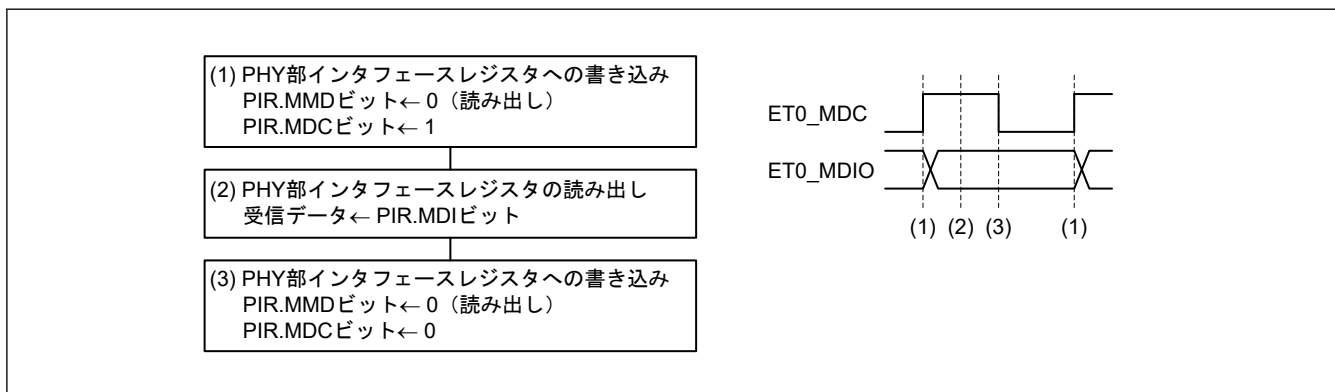 (1) PHY部インタフェースレジスタへの書き込み
PIR.MMDビット← 0（読み出し）
PIR.MDCビット← 1
(2) PHY部インタフェースレジスタの読み出し
受信データ← PIR.MDIビット
(3) PHY部インタフェースレジスタへの書き込み
PIR.MMDビット← 0（読み出し）
PIR.MDCビット← 0
ET0_MDC
ET0_MDIO
(1) (2) (3) (1)